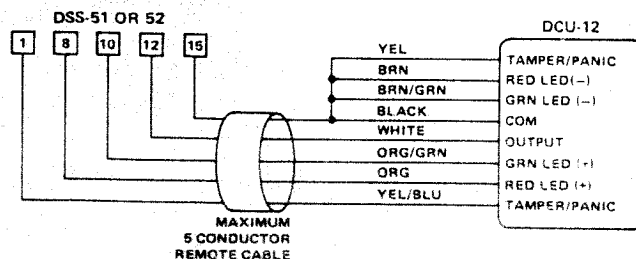 DSS-51 OR 52
1 8 10 12 15
DCU-12
YEL TAMPER/PANIC
BRN RED LED(−)
BRN/GRN GRN LED (−)
BLACK COM
WHITE OUTPUT
ORG/GRN GRN LED (+)
ORG RED LED (+)
YEL/BLU TAMPER/PANIC
MAXIMUM
5 CONDUCTOR
REMOTE CABLE